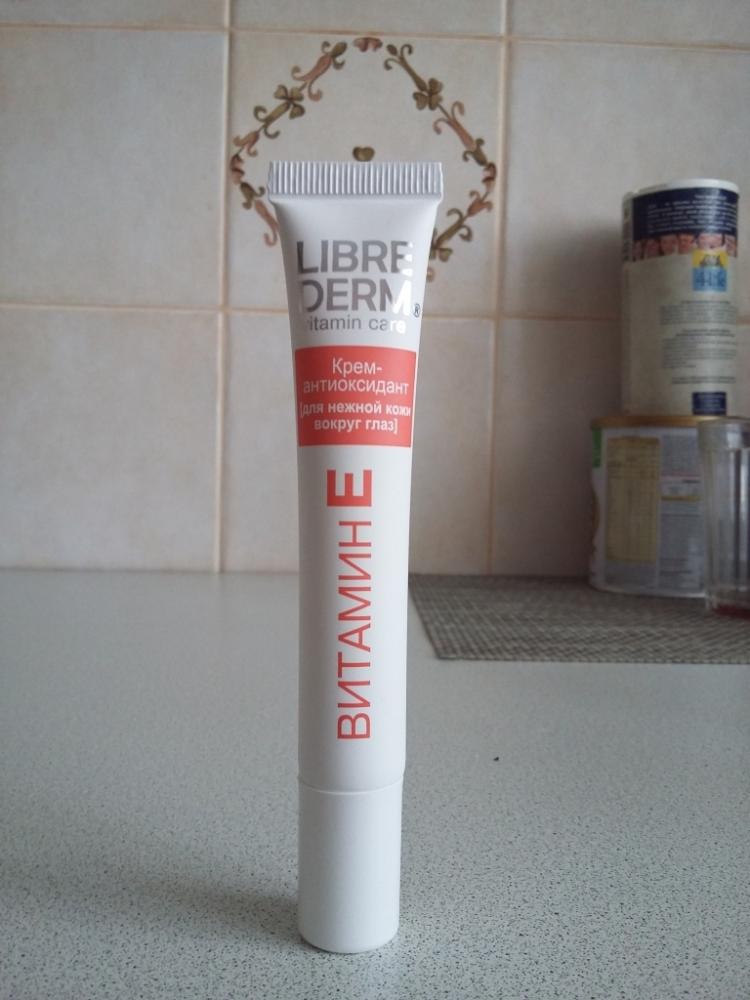 LIBRE
DERM®
vitamin care
Крем-
антиоксидант
[для нежной кожи
вокруг глаз]
ВИТАМИН Е